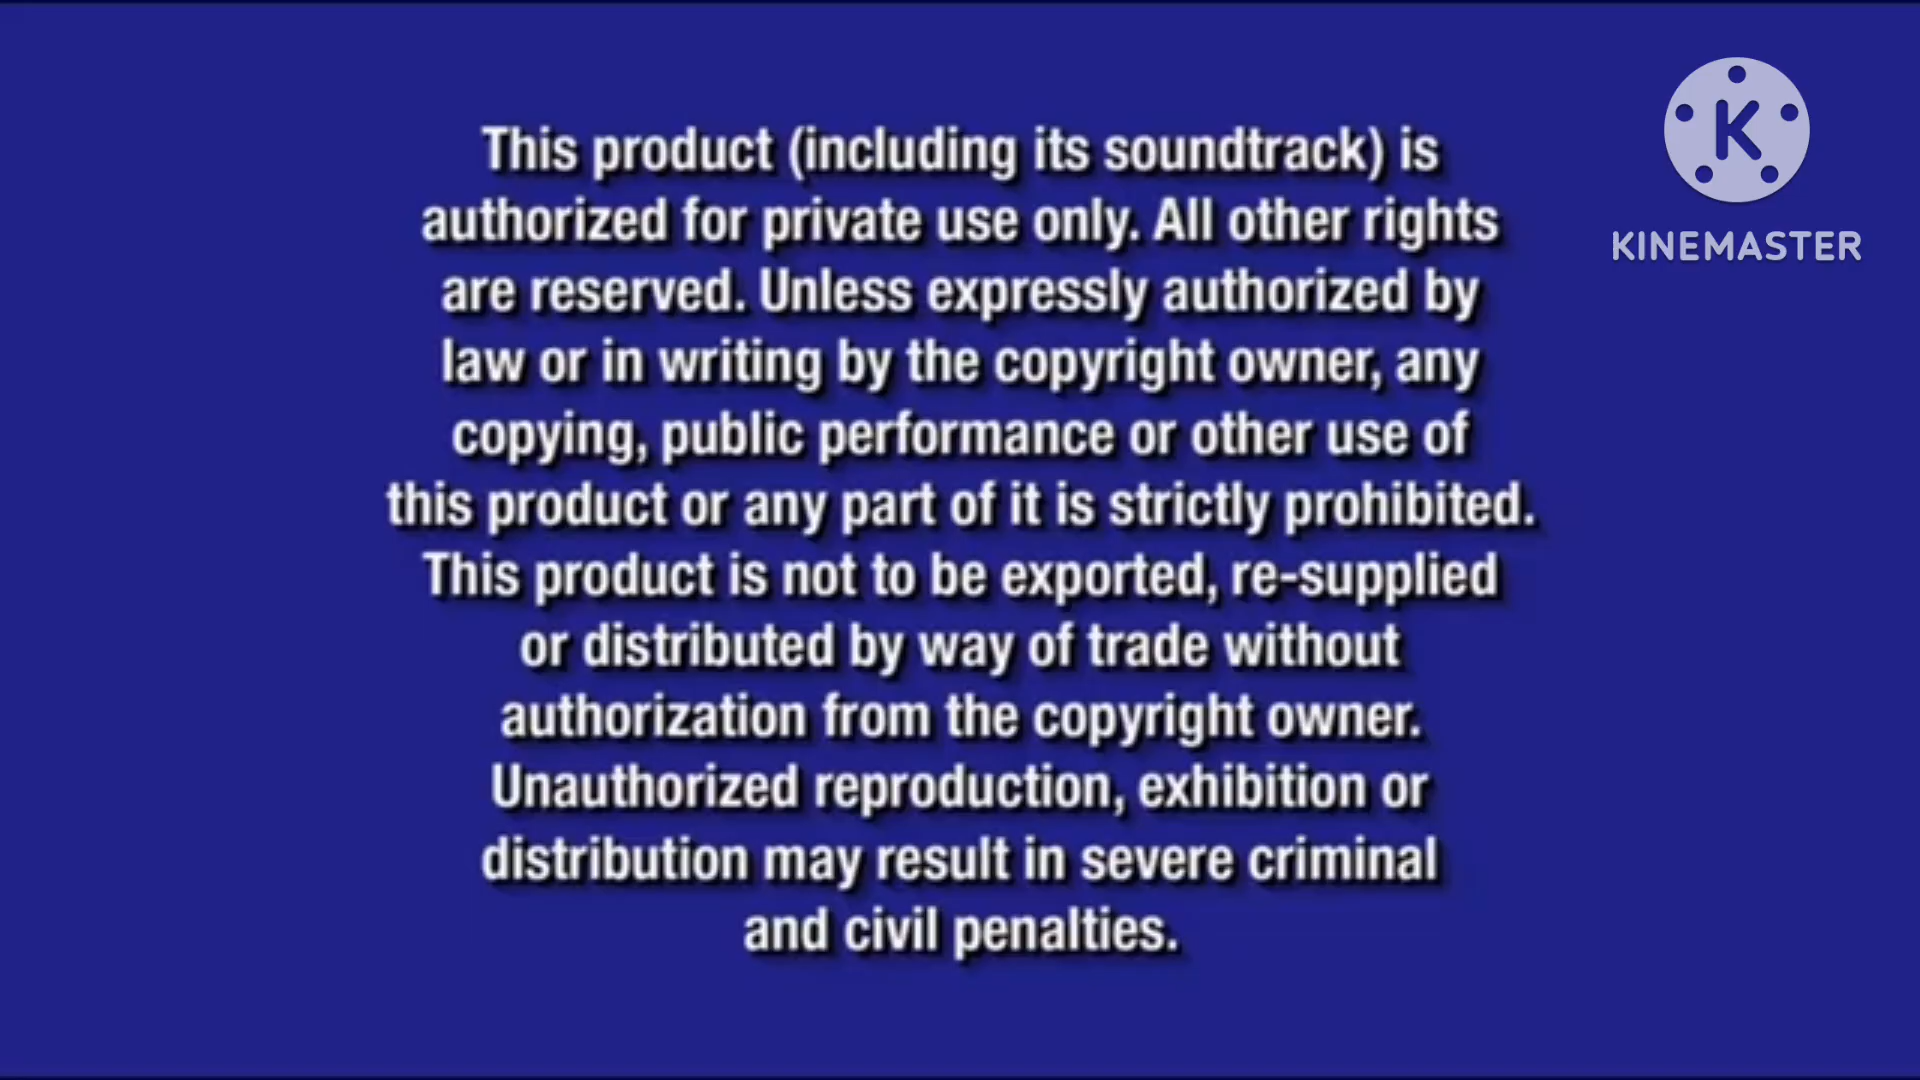 This product (including its soundtrack) is
authorized for private use only. All other rights
are reserved. Unless expressly authorized by
law or in writing by the copyright owner, any
copying, public performance or other use of
this product or any part of it is strictly prohibited.
This product is not to be exported, re-supplied
or distributed by way of trade without
authorization from the copyright owner.
Unauthorized reproduction, exhibition or
distribution may result in severe criminal
and civil penalties.
K
KINEMASTER